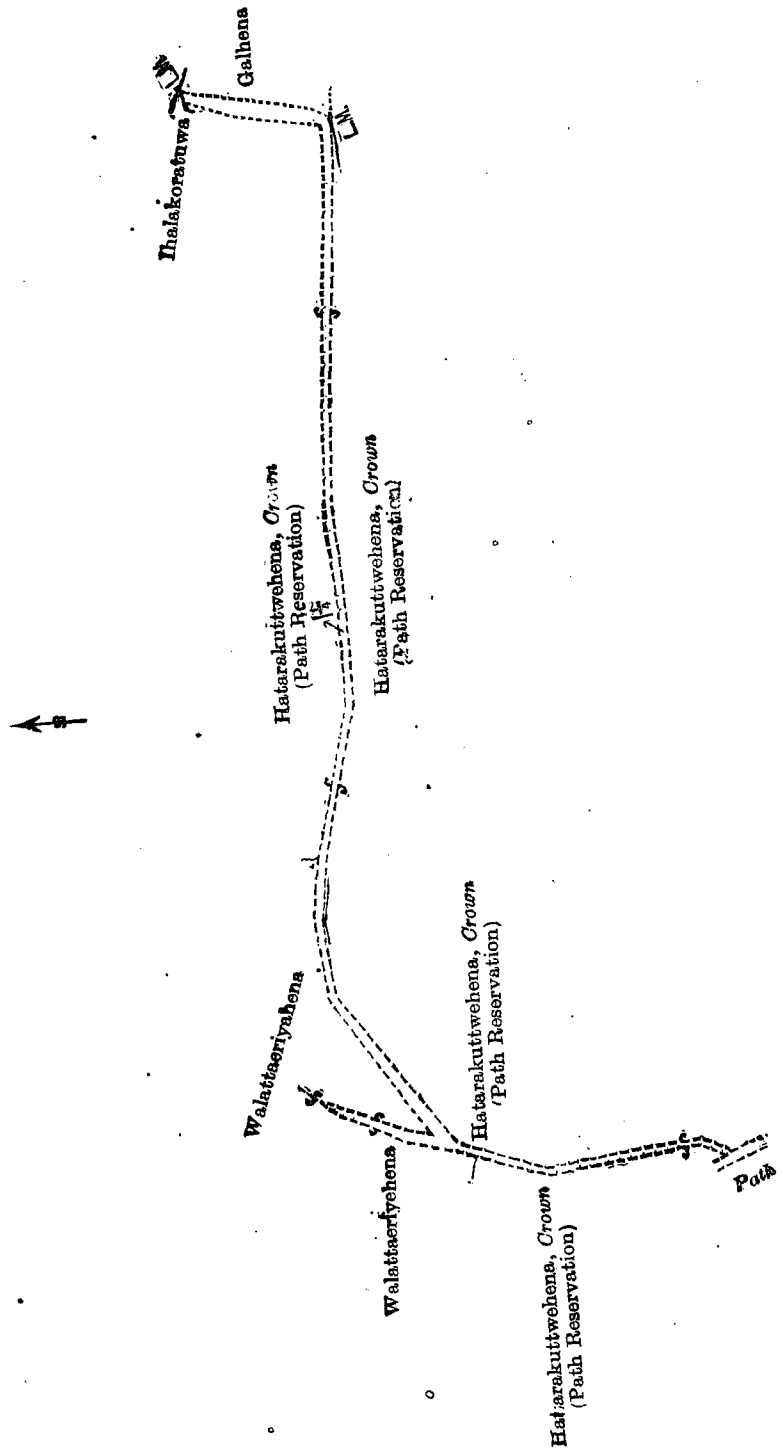 Galhena
Ihalakoratuwa
L.M.
Hatarakuttwehena, Crown
(Path Reservation)
Hatarakuttwehena, Crown
(Path Reservation)
Walattaeriyahena
Walattaeriyehena
Hatarakuttwehena, Crown
(Path Reservation)
Hatarakuttwehena, Crown
(Path Reservation)
Path